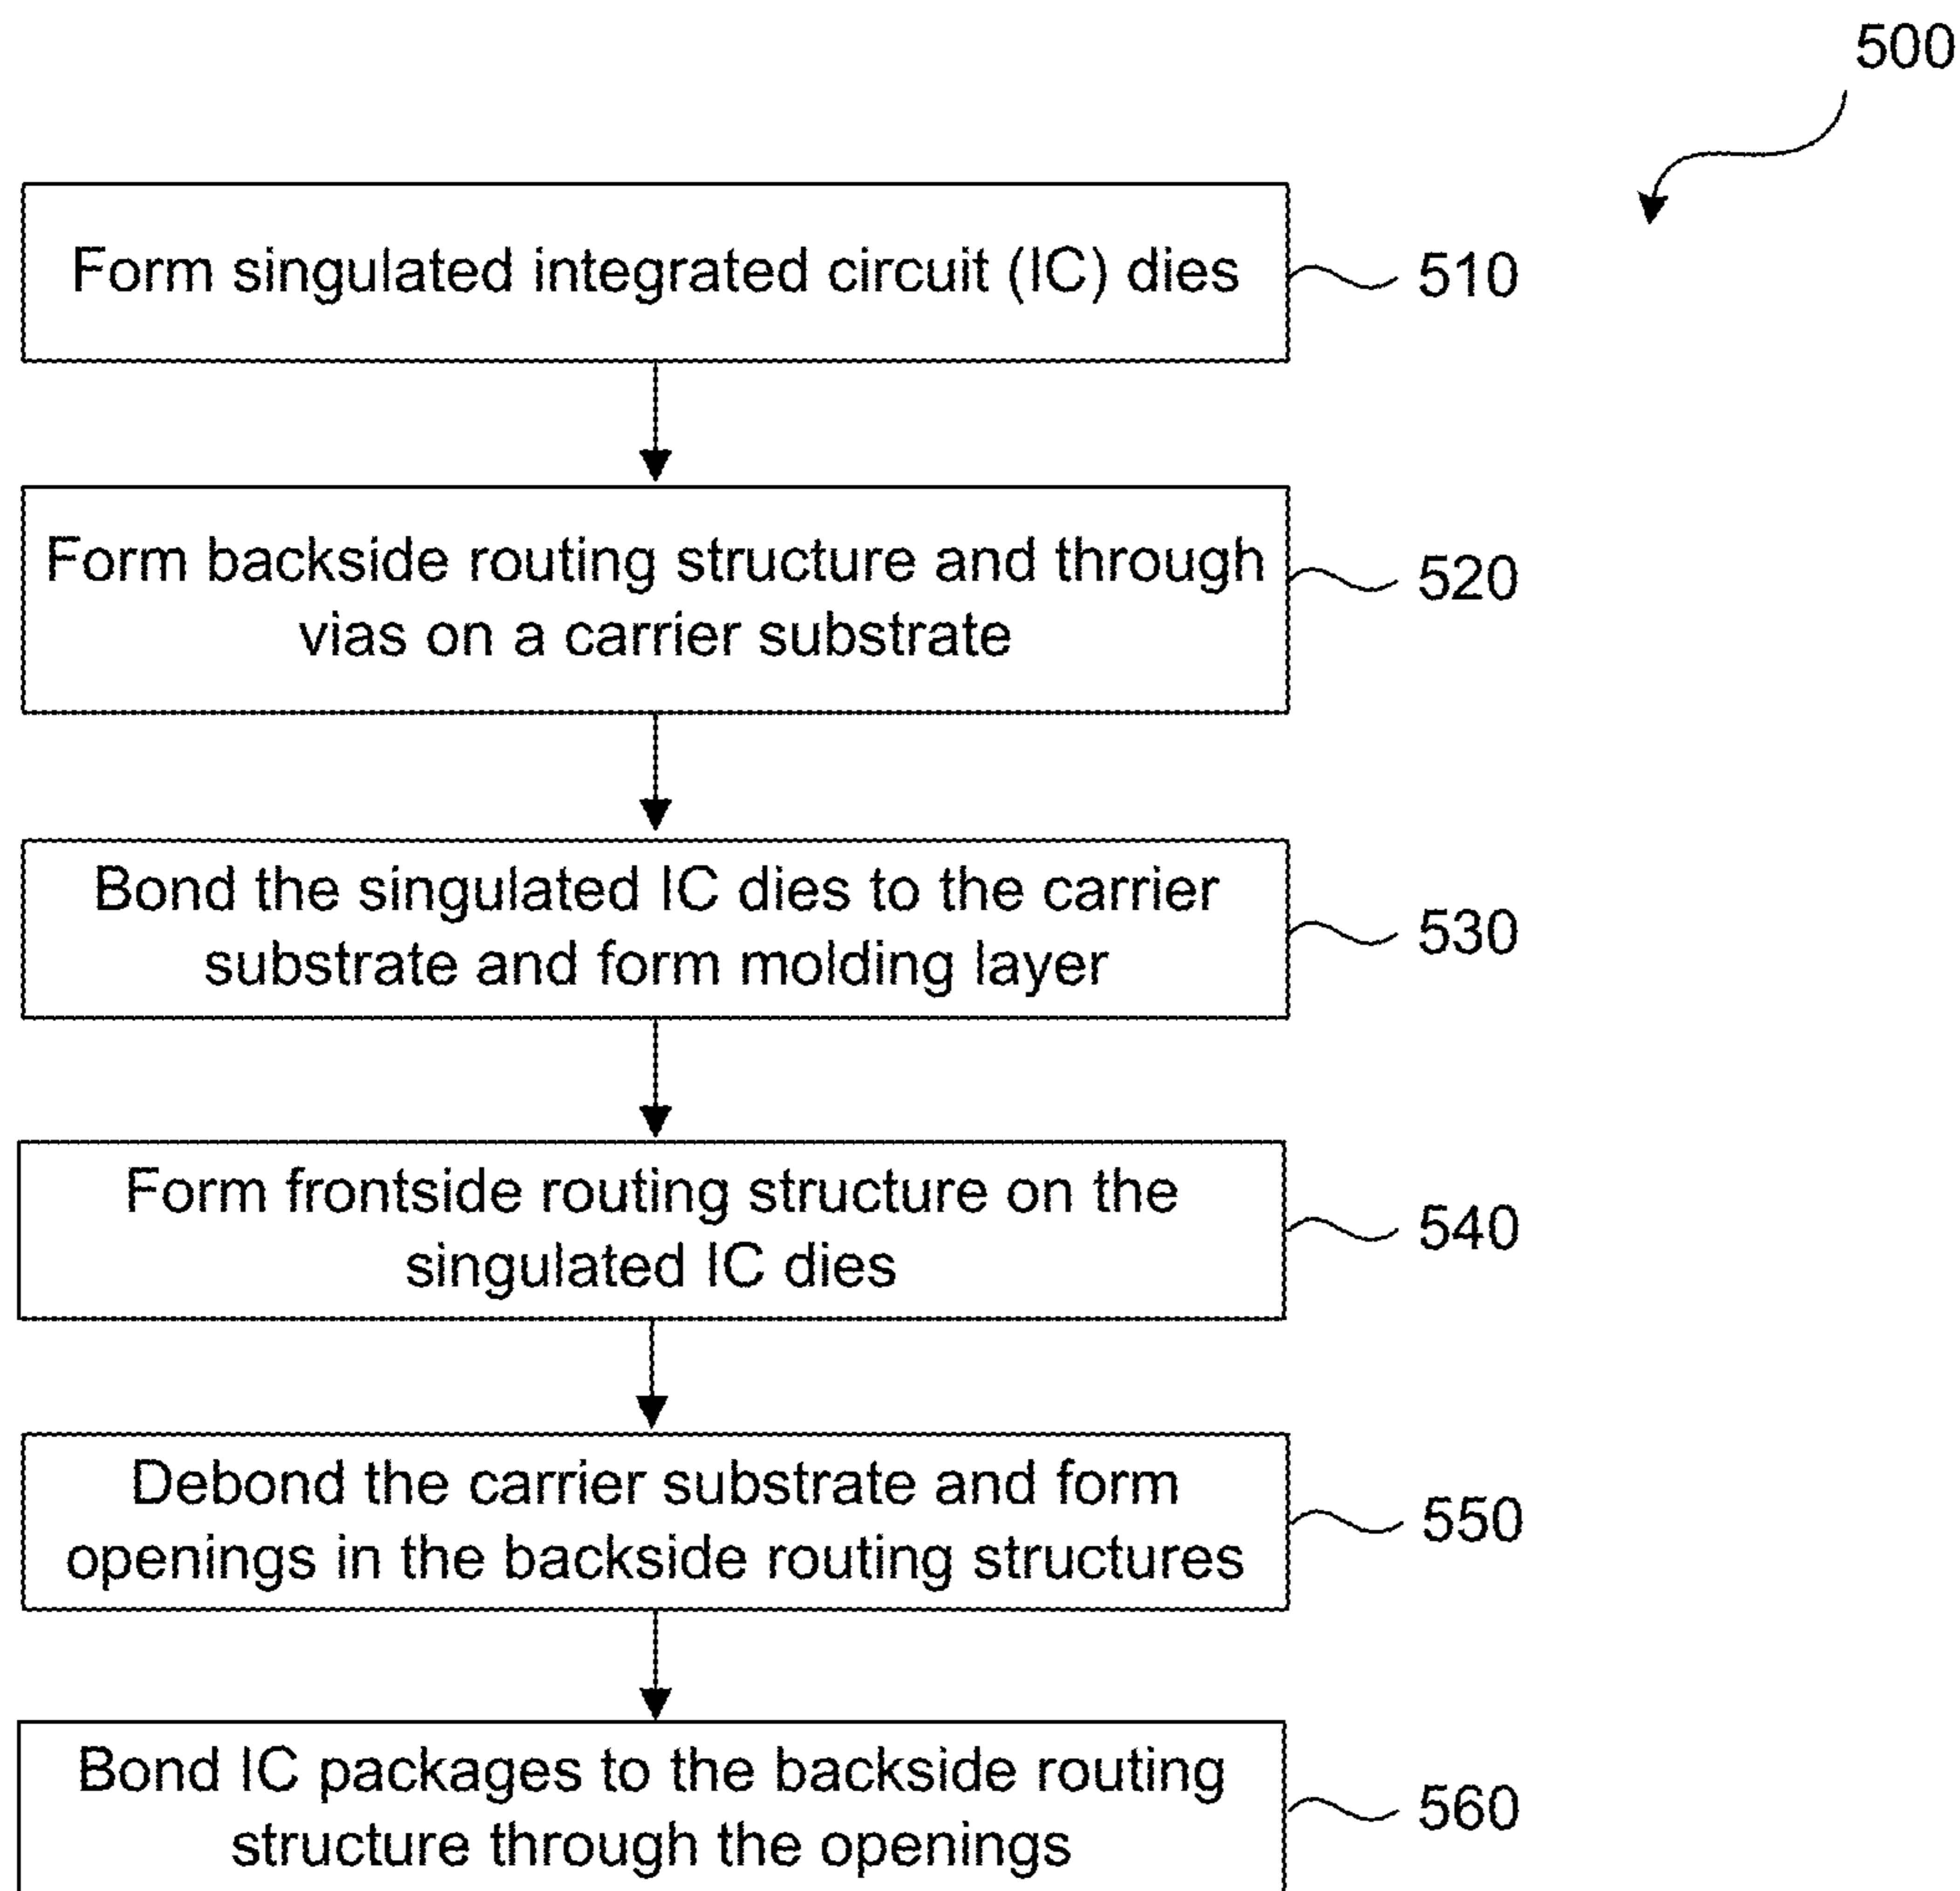 500
Form singulated integrated circuit (IC) dies
510
Form backside routing structure and through
vias on a carrier substrate
520
Bond the singulated IC dies to the carrier
substrate and form molding layer
530
Form frontside routing structure on the
singulated IC dies
540
Debond the carrier substrate and form
openings in the backside routing structures
550
Bond IC packages to the backside routing
structure through the openings
560